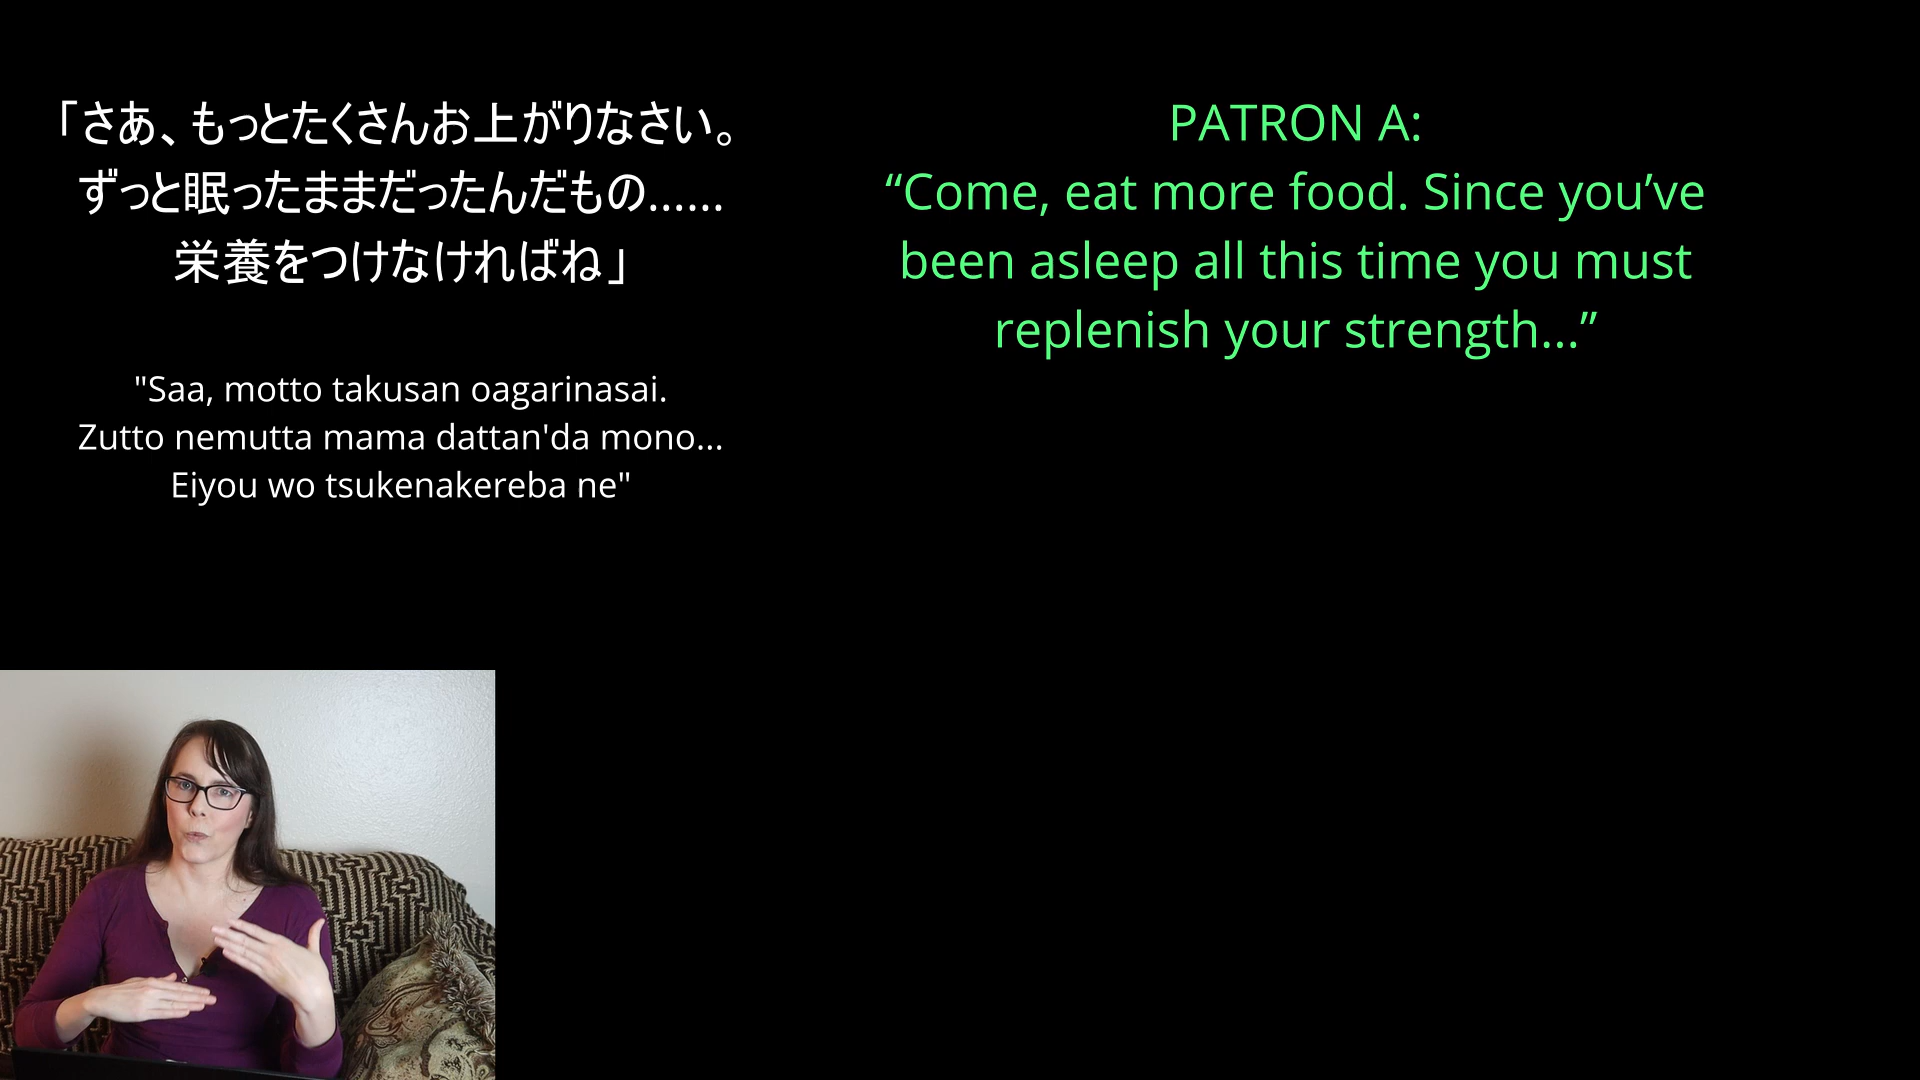 「さあ、もっとたくさんお上がりなさい。
ずっと眠ったままだったんだもの……
栄養をつけなければね」
"Saa, motto takusan oagarinasai.
Zutto nemutta mama dattan'da mono...
Eiyou wo tsukenakereba ne"
PATRON A:
“Come, eat more food. Since you’ve
been asleep all this time you must
replenish your strength...”